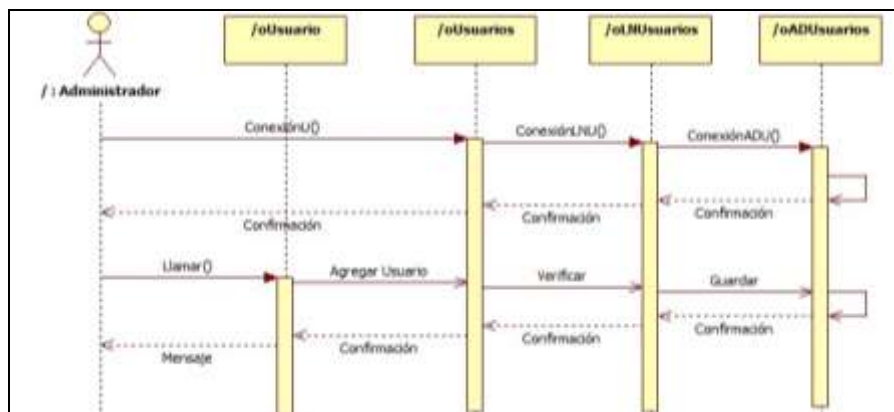 /oUsuario
/oUsuarios
/oLNUsuarios
/oADUsuarios
/ : Administrador
ConexiónU()
ConexiónLNU()
ConexiónADU()
Confirmación
Confirmación
Confirmación
Llamar()
Agregar Usuario
Verificar
Guardar
Confirmación
Confirmación
Confirmación
Mensaje